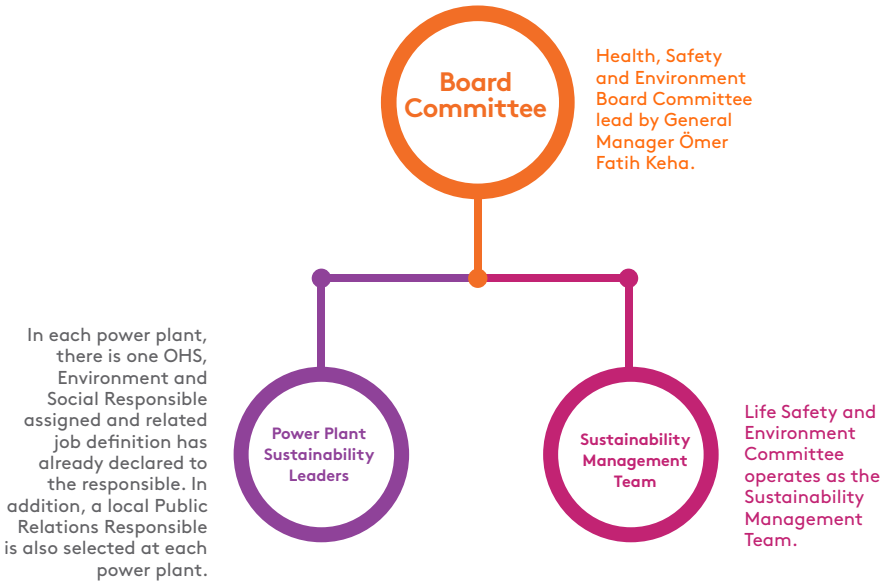 Board
Committee
Health, Safety
and Environment
Board Committee
lead by General
Manager Ömer
Fatih Keha.
In each power plant,
there is one OHS,
Environment and
Social Responsible
assigned and related
job definition has
already declared to
the responsible. In
addition, a local Public
Relations Responsible
is also selected at each
power plant.
Power Plant
Sustainability
Leaders
Sustainability
Management
Team
Life Safety and
Environment
Committee
operates as the
Sustainability
Management
Team.